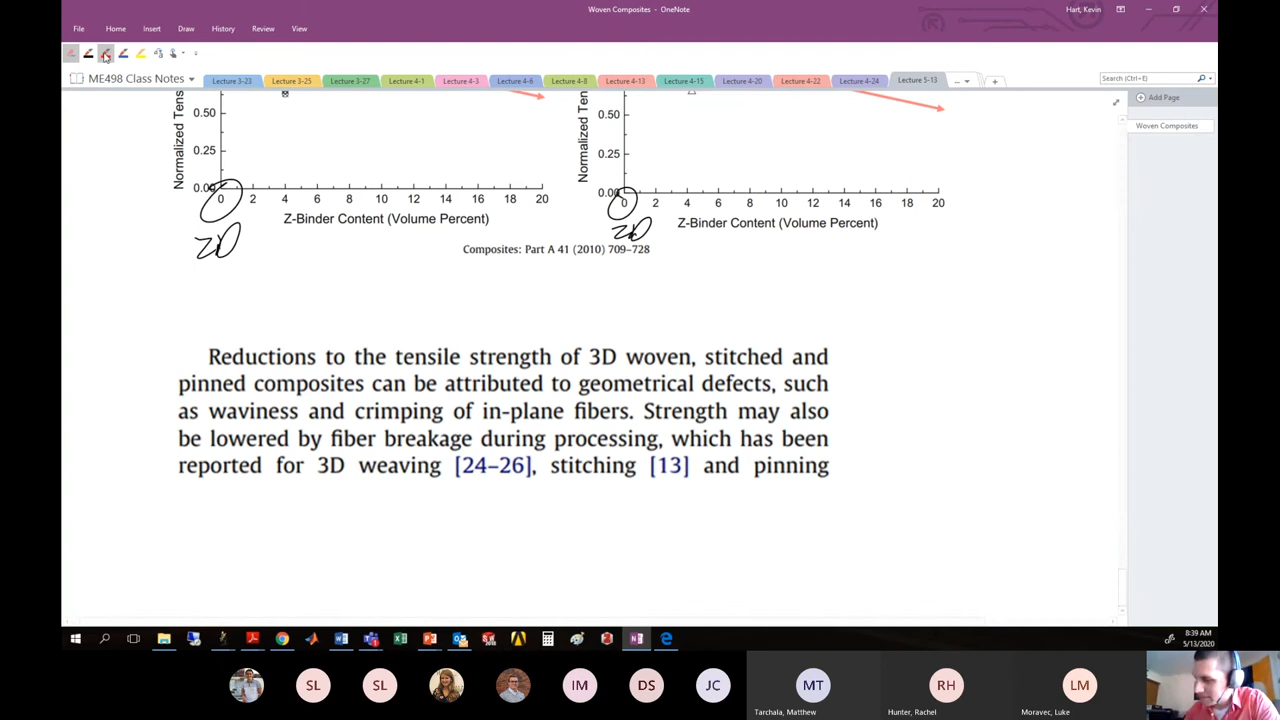 Woven Composites - OneNote
Hart, Kevin
File Home Insert Draw History Review View
ME498 Class Notes
Lecture 3-23 Lecture 3-25 Lecture 3-27 Lecture 4-1 Lecture 4-3 Lecture 4-6 Lecture 4-8 Lecture 4-13 Lecture 4-15 Lecture 4-20 Lecture 4-22 Lecture 4-24 Lecture 5-13
Search (Ctrl+E)
Add Page
Woven Composites
Normalized Tens
0.50
0.25
0.00
0 2 4 6 8 10 12 14 16 18 20
Z-Binder Content (Volume Percent)
2D
Normalized Tens
0.50
0.25
0.00
0 2 4 6 8 10 12 14 16 18 20
Z-Binder Content (Volume Percent)
2D
Composites: Part A 41 (2010) 709–728
Reductions to the tensile strength of 3D woven, stitched and
pinned composites can be attributed to geometrical defects, such
as waviness and crimping of in-plane fibers. Strength may also
be lowered by fiber breakage during processing, which has been
reported for 3D weaving [24–26], stitching [13] and pinning
8:39 AM
5/13/2020
SL SL IM DS JC MT RH LM
Tarchala, Matthew
Hunter, Rachel
Moravec, Luke